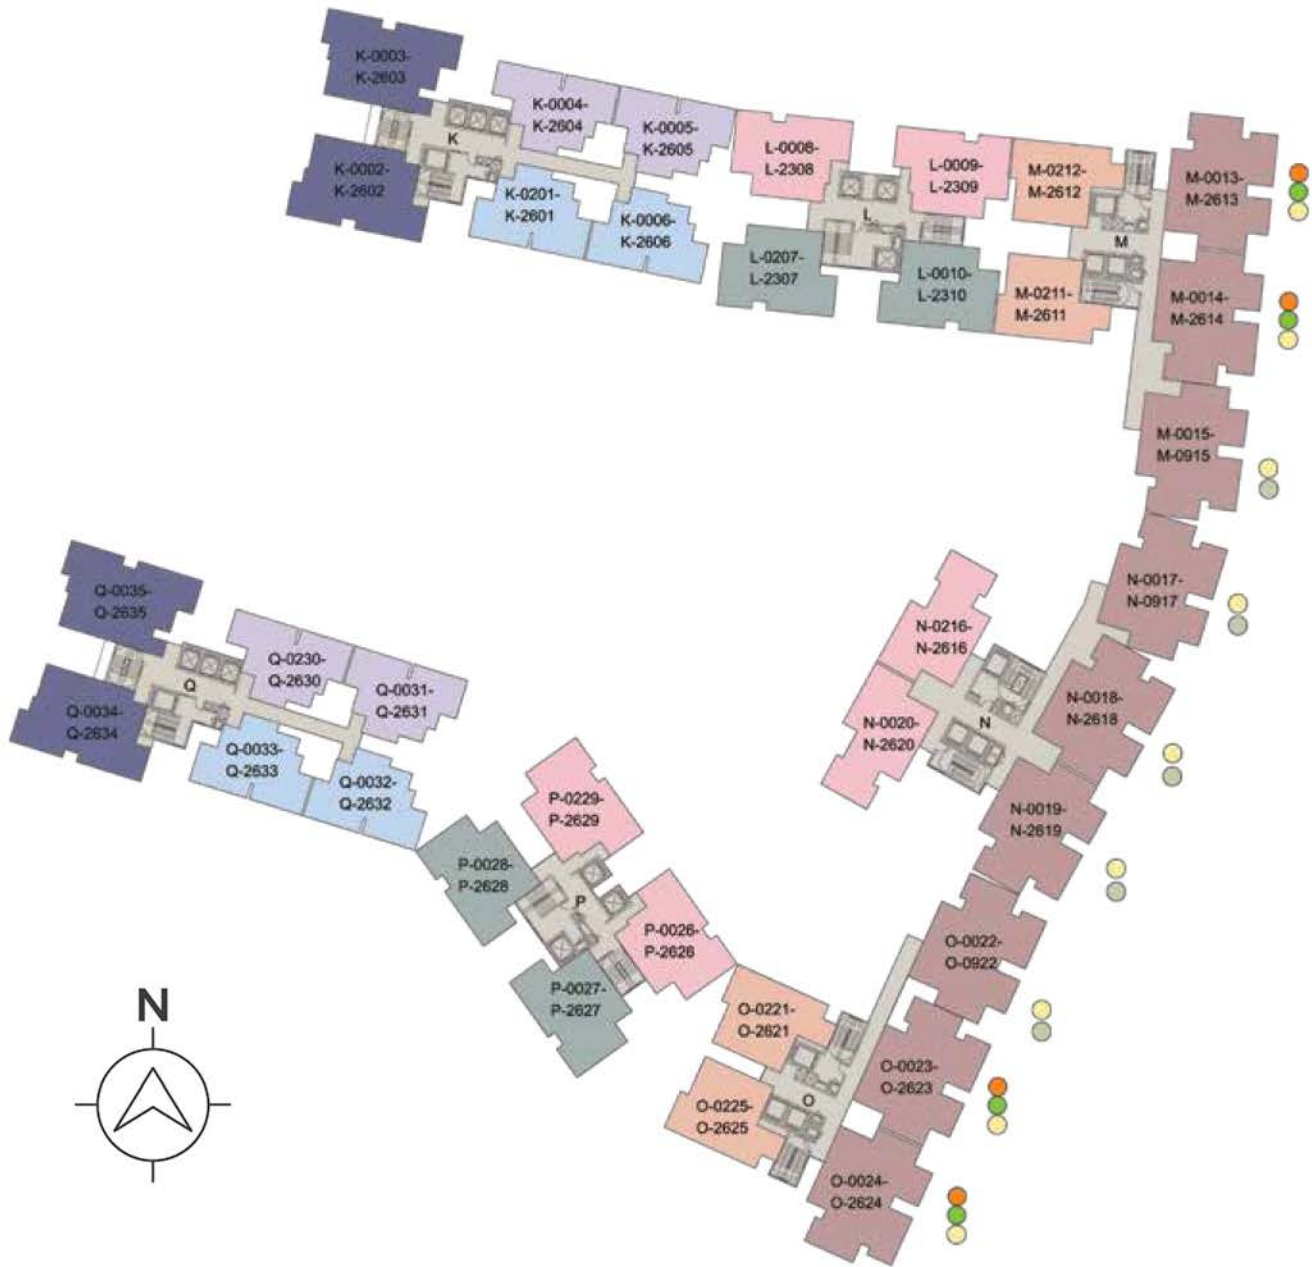 K-0003-
K-2603
K-0004-
K-2604
K-0005-
K-2605
K
K-0002-
K-2602
K-0201-
K-2601
K-0006-
K-2606
L-0008-
L-2308
L-0009-
L-2309
L
L-0207-
L-2307
L-0010-
L-2310
M-0212-
M-2612
M-0013-
M-2613
M
M-0211-
M-2611
M-0014-
M-2614
M-0015-
M-0915
N-0017-
N-0917
N-0216-
N-2616
N-0018-
N-2618
N
N-0020-
N-2620
N-0019-
N-2619
Q-0035-
Q-2635
Q-0230-
Q-2630
Q-0031-
Q-2631
Q
Q-0034-
Q-2634
Q-0033-
Q-2633
Q-0032-
Q-2632
P-0229-
P-2629
P-0028-
P-2628
P
P-0026-
P-2626
P-0027-
P-2627
O-0022-
O-0922
O-0221-
O-2621
O-0023-
O-2623
O
O-0225-
O-2625
O-0024-
O-2624
N